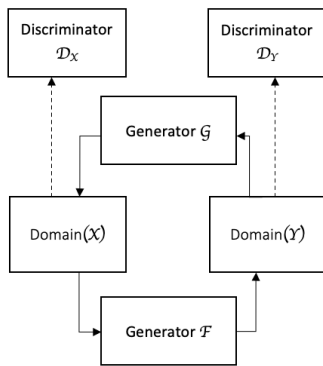 Discriminator
𝒟𝑋
Discriminator
𝒟𝑌
Generator 𝒢
Domain(𝑋)
Domain(𝑌)
Generator ℱ